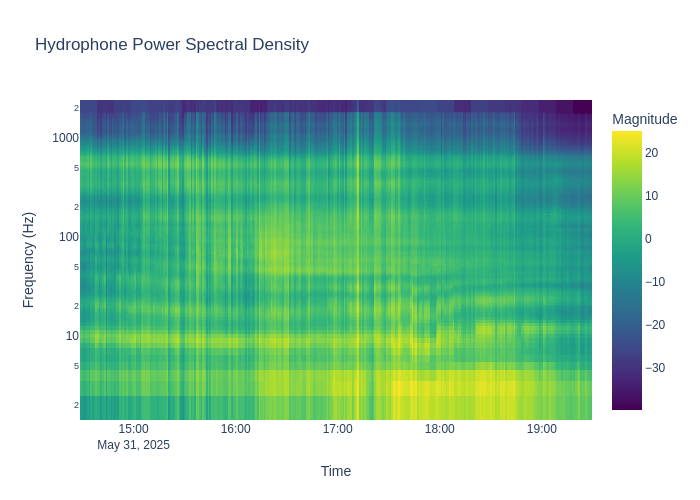 Hydrophone Power Spectral Density
Magnitude
2
1000
5
2
100
5
2
10
5
2
Frequency (Hz)
20
10
0
−10
−20
−30
15:00 16:00 17:00 18:00 19:00
May 31, 2025
Time